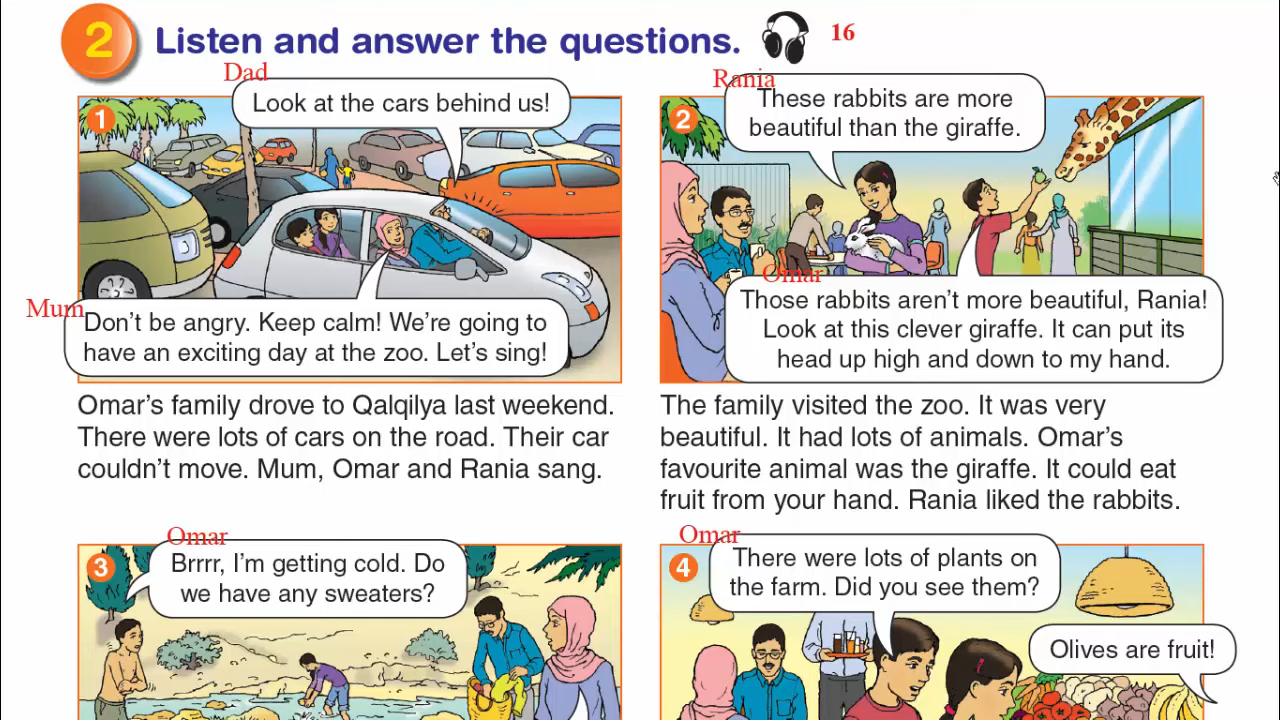 2 Listen and answer the questions. 16
Dad
Look at the cars behind us!
1
Mum
Don't be angry. Keep calm! We're going to
have an exciting day at the zoo. Let's sing!
Omar's family drove to Qalqilya last weekend.
There were lots of cars on the road. Their car
couldn't move. Mum, Omar and Rania sang.
Rania
These rabbits are more
beautiful than the giraffe.
2
Omar
Those rabbits aren't more beautiful, Rania!
Look at this clever giraffe. It can put its
head up high and down to my hand.
The family visited the zoo. It was very
beautiful. It had lots of animals. Omar's
favourite animal was the giraffe. It could eat
fruit from your hand. Rania liked the rabbits.
Omar
3
Brrrr, I'm getting cold. Do
we have any sweaters?
Omar
4
There were lots of plants on
the farm. Did you see them?
Olives are fruit!